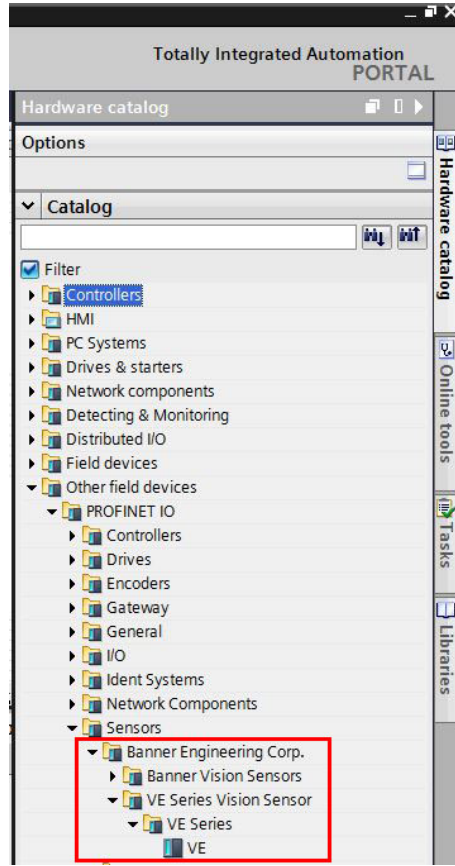 Totally Integrated Automation
PORTAL
Hardware catalog
Options
Catalog
Filter
Controllers
HMI
PC Systems
Drives & starters
Network components
Detecting & Monitoring
Distributed I/O
Field devices
Other field devices
PROFINET IO
Controllers
Drives
Encoders
Gateway
General
I/O
Ident Systems
Network Components
Sensors
Banner Engineering Corp.
Banner Vision Sensors
VE Series Vision Sensor
VE Series
VE
Hardware catalog
Online tools
Tasks
Libraries